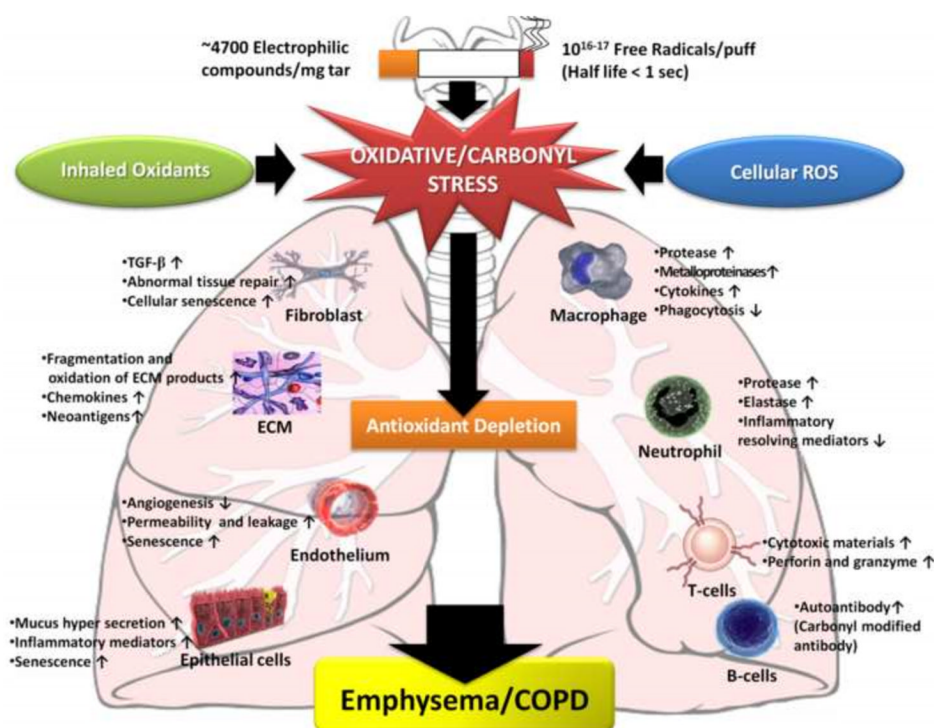 ~4700 Electrophilic
compounds/mg tar
10¹⁶⁻¹⁷ Free Radicals/puff
(Half life < 1 sec)
OXIDATIVE/CARBONYL
STRESS
Inhaled Oxidants
Cellular ROS
•TGF-β ↑
•Abnormal tissue repair ↑
•Cellular senescence ↑
Fibroblast
•Protease ↑
•Metalloproteinases↑
•Cytokines ↑
•Phagocytosis ↓
Macrophage
•Fragmentation and
oxidation of ECM products ↑
•Chemokines ↑
•Neoantigens↑
ECM
Antioxidant Depletion
•Protease ↑
•Elastase ↑
•Inflammatory
resolving mediators ↓
Neutrophil
•Angiogenesis ↓
•Permeability and leakage ↑
•Senescence ↑
Endothelium
•Cytotoxic materials ↑
•Perforin and granzyme ↑
T-cells
•Mucus hyper secretion ↑
•Inflammatory mediators ↑
•Senescence ↑
Epithelial cells
•Autoantibody↑
(Carbonyl modified
antibody)
B-cells
Emphysema/COPD